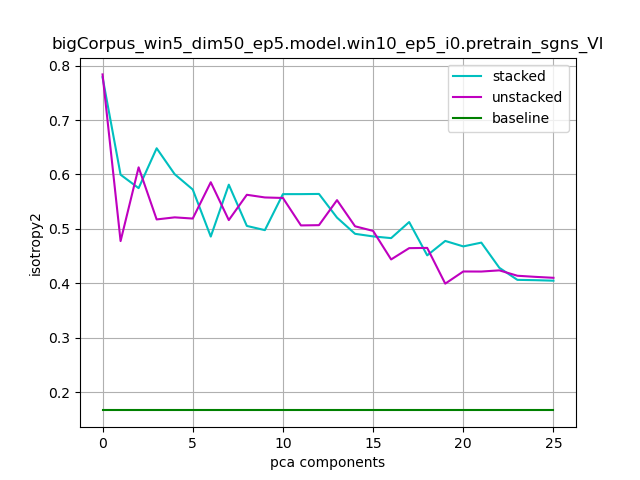 bigCorpus_win5_dim50_ep5.model.win10_ep5_i0.pretrain_sgns_VI
stacked
unstacked
baseline
0.8
0.7
0.6
0.5
0.4
0.3
0.2
isotropy2
0 5 10 15 20 25
pca components